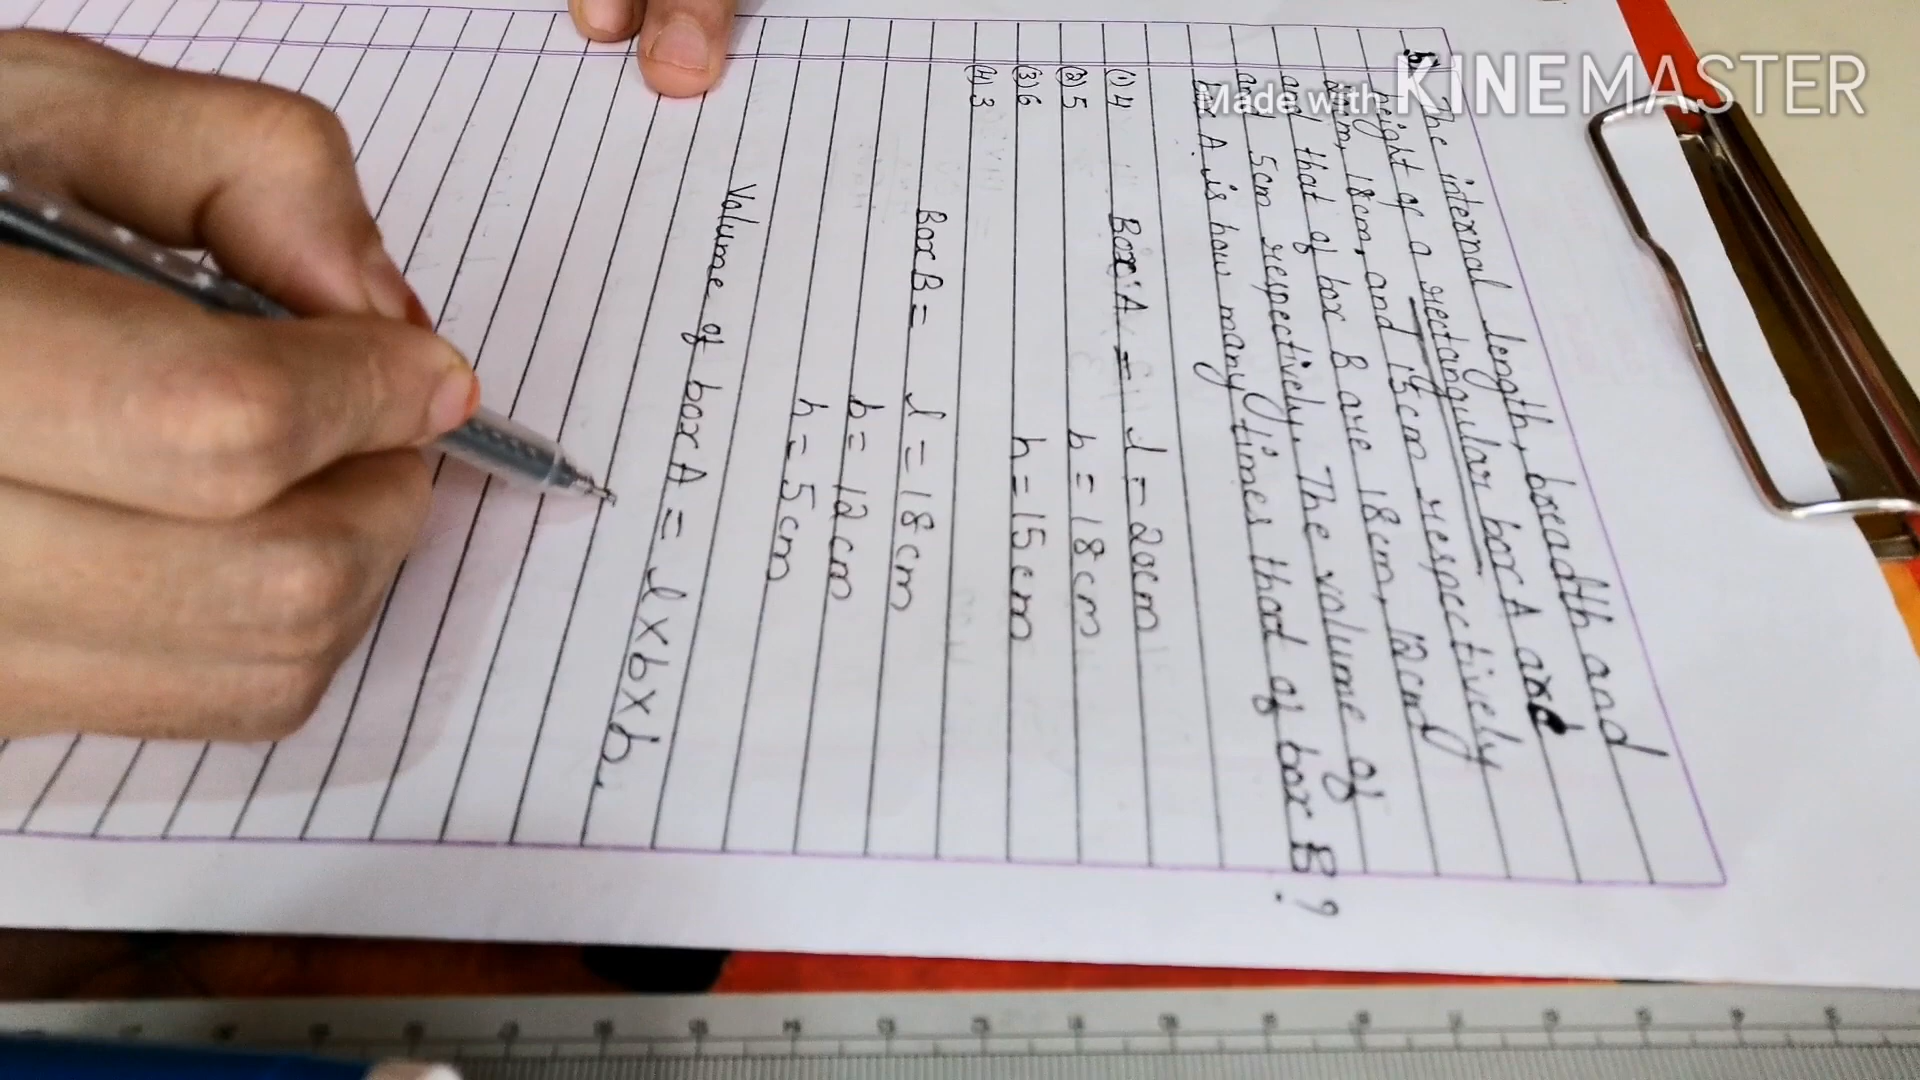 5. The internal length, breadth and
height of a rectangular box A and
20cm, 18cm, and 15cm respectively
and that of box B are 18cm, 12cm
and 5cm respectively. The volume of
box A is how many times that of box B?
(1) 4
(2) 5
(3) 6
(4) 3
Box A = l = 20cm
b = 18cm
h = 15cm
Box B = l = 18cm
b = 12cm
h = 5cm
Volume of box A = l × b × h
Made with KINEMASTER